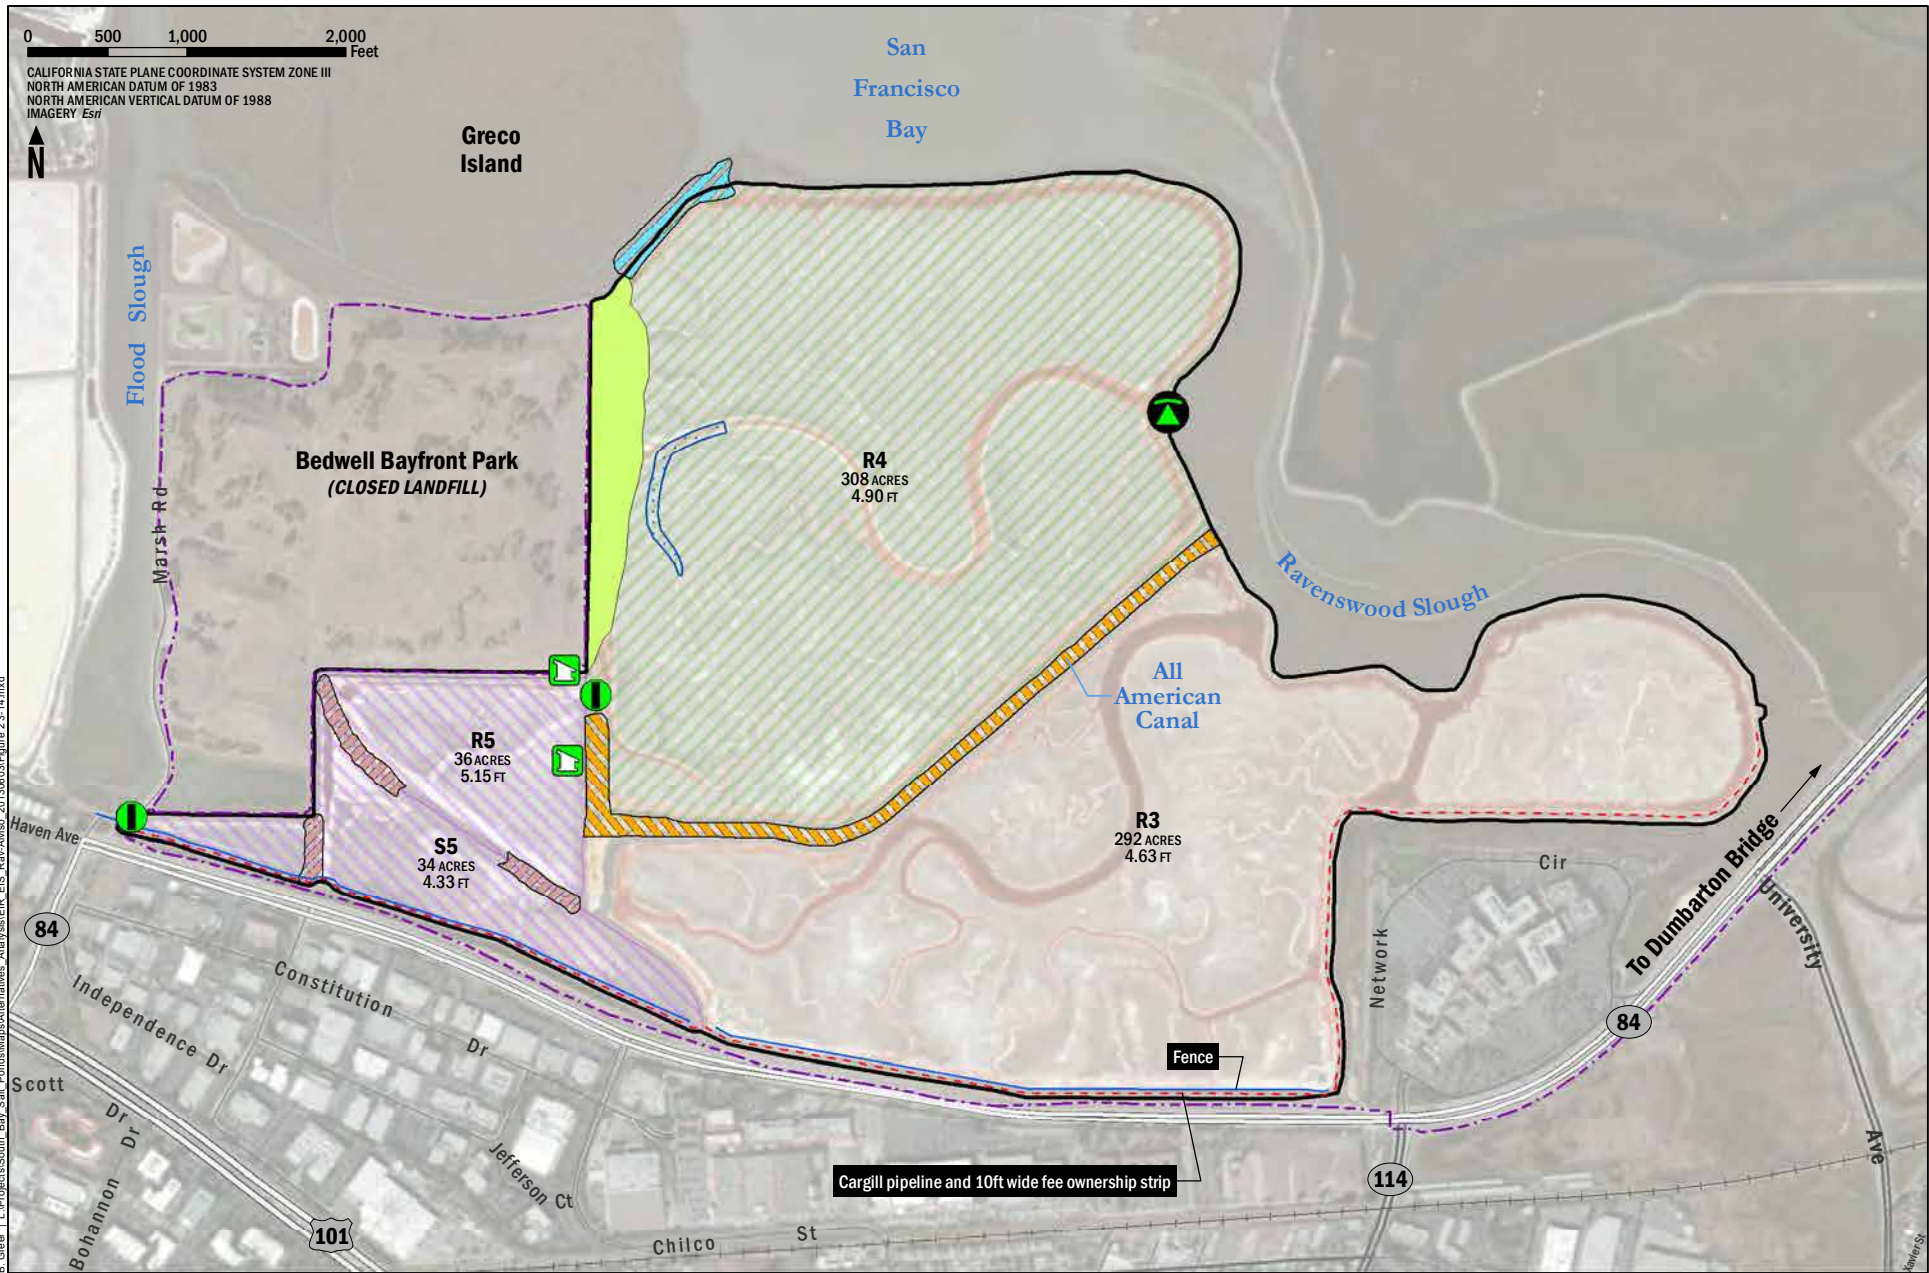 0 500 1,000 2,000
Feet
CALIFORNIA STATE PLANE COORDINATE SYSTEM ZONE III
NORTH AMERICAN DATUM OF 1983
NORTH AMERICAN VERTICAL DATUM OF 1988
IMAGERY Esri
N
San
Francisco
Bay
Greco
Island
Flood Slough
Marsh Rd
Bedwell Bayfront Park
(CLOSED LANDFILL)
R4
308 ACRES
4.90 FT
Ravenswood Slough
All
American
Canal
R5
36 ACRES
5.15 FT
S5
34 ACRES
4.33 FT
R3
292 ACRES
4.63 FT
Haven Ave
84
Independence Dr
Constitution
Dr
Scott
Dr
Bohannon Dr
101
Jefferson Ct
Chilco St
Fence
Cargill pipeline and 10ft wide fee ownership strip
Network
Cir
To Dumbarton Bridge
University
Ave
84
114
Xavier St